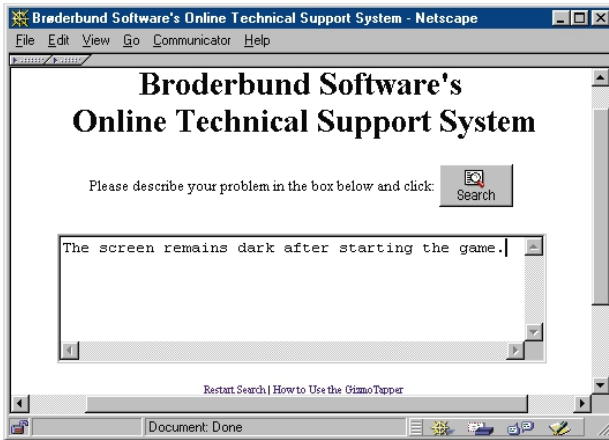 Brøderbund Software's Online Technical Support System - Netscape
File Edit View Go Communicator Help
Broderbund Software's
Online Technical Support System
Please describe your problem in the box below and click: Search
The screen remains dark after starting the game.
Restart Search | How to Use the GizmoTapper
Document: Done